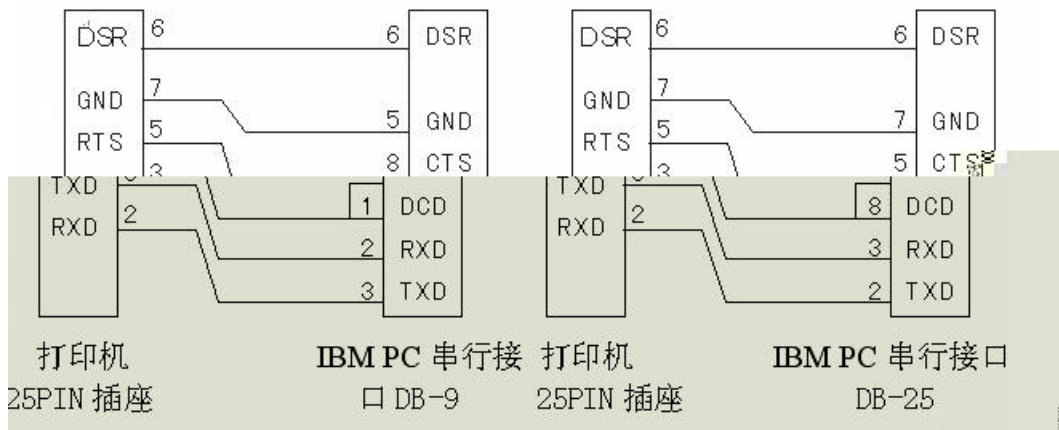 DSR 6 6 DSR DSR 6 6 DSR
GND 7 5 GND GND 7 7 GND
RTS 5 8 CTS RTS 5 5 CTS
TXD 3 1 DCD TXD 3 8 DCD
RXD 2 2 RXD RXD 2 3 RXD
3 TXD 2 TXD
打印机 IBM PC 串行接 打印机 IBM PC 串行接口
25PIN 插座 口 DB-9 25PIN 插座 DB-25